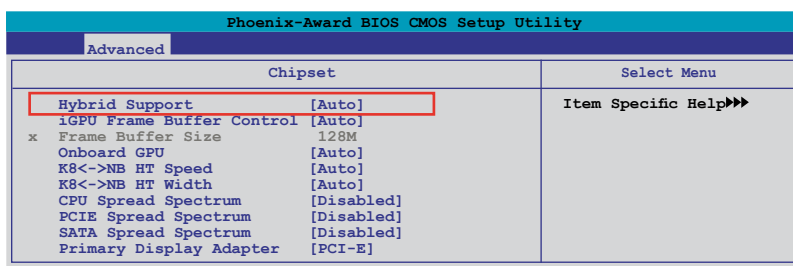 Phoenix-Award BIOS CMOS Setup Utility
Advanced
Chipset
Select Menu
Hybrid Support [Auto]
Item Specific Help▶▶▶
iGPU Frame Buffer Control [Auto]
x Frame Buffer Size 128M
Onboard GPU [Auto]
K8<->NB HT Speed [Auto]
K8<->NB HT Width [Auto]
CPU Spread Spectrum [Disabled]
PCIE Spread Spectrum [Disabled]
SATA Spread Spectrum [Disabled]
Primary Display Adapter [PCI-E]